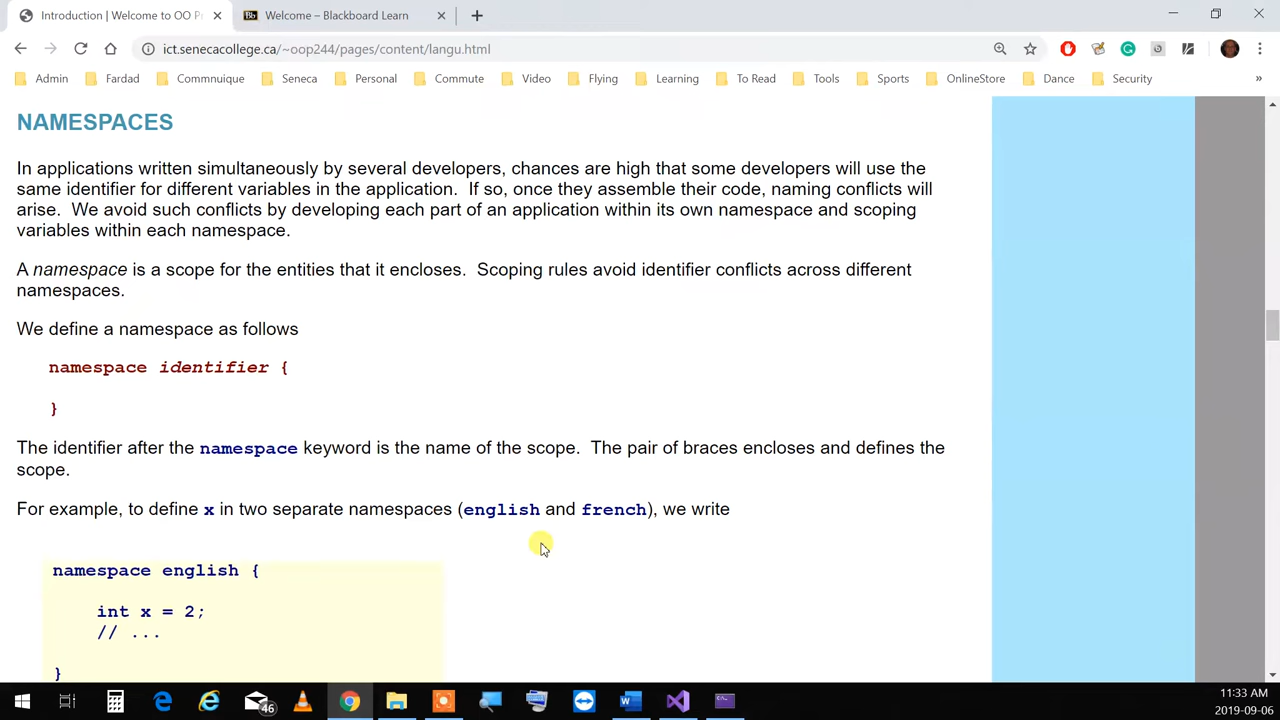 Introduction | Welcome to OO Pr
Welcome – Blackboard Learn
ict.senecacollege.ca/~oop244/pages/content/langu.html
Admin Fardad Commnuique Seneca Personal Commute Video Flying Learning To Read Tools Sports OnlineStore Dance Security »
NAMESPACES
In applications written simultaneously by several developers, chances are high that some developers will use the
same identifier for different variables in the application. If so, once they assemble their code, naming conflicts will
arise. We avoid such conflicts by developing each part of an application within its own namespace and scoping
variables within each namespace.
A namespace is a scope for the entities that it encloses. Scoping rules avoid identifier conflicts across different
namespaces.
We define a namespace as follows
namespace identifier {
}
The identifier after the namespace keyword is the name of the scope. The pair of braces encloses and defines the
scope.
For example, to define x in two separate namespaces (english and french), we write
namespace english {
int x = 2;
// ...
}
46
11:33 AM
2019-09-06